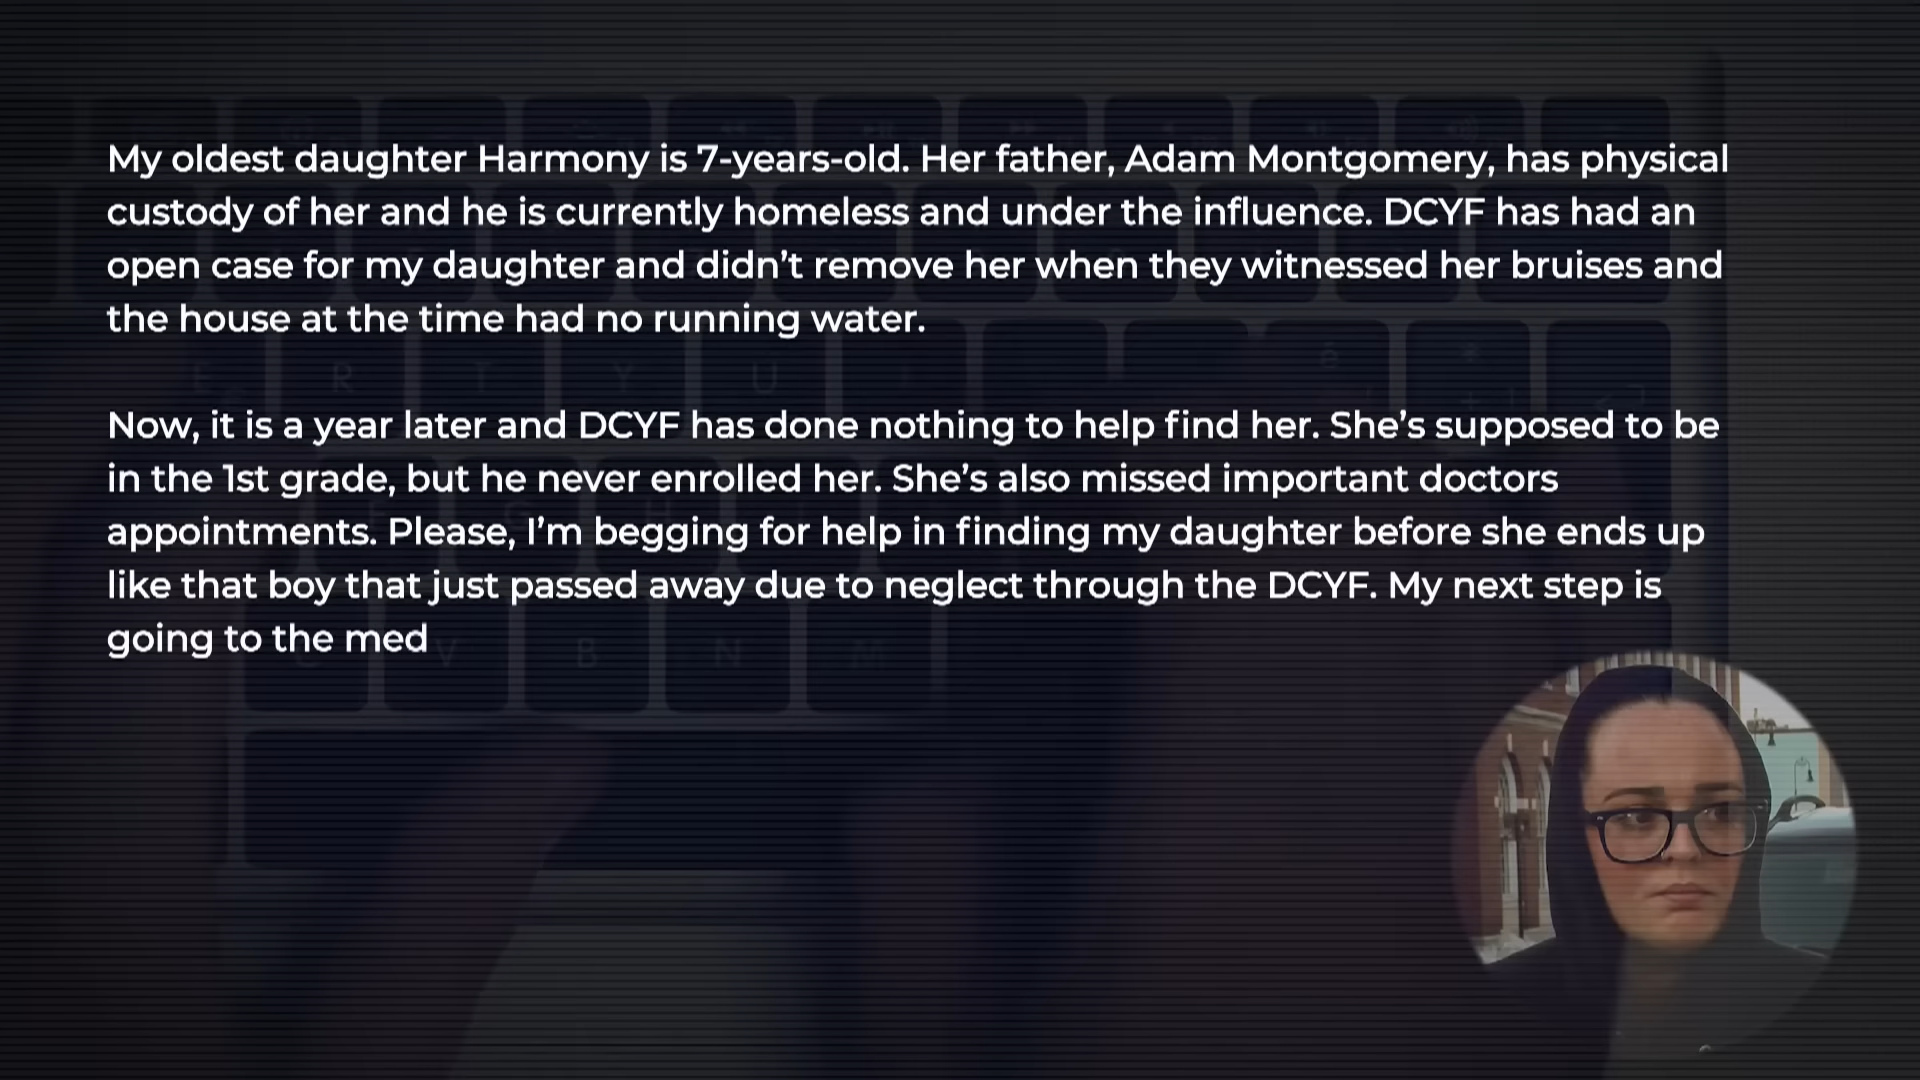 My oldest daughter Harmony is 7-years-old. Her father, Adam Montgomery, has physical
custody of her and he is currently homeless and under the influence. DCYF has had an
open case for my daughter and didn’t remove her when they witnessed her bruises and
the house at the time had no running water.
Now, it is a year later and DCYF has done nothing to help find her. She’s supposed to be
in the 1st grade, but he never enrolled her. She’s also missed important doctors
appointments. Please, I’m begging for help in finding my daughter before she ends up
like that boy that just passed away due to neglect through the DCYF. My next step is
going to the med
E R T Y U
V B N M